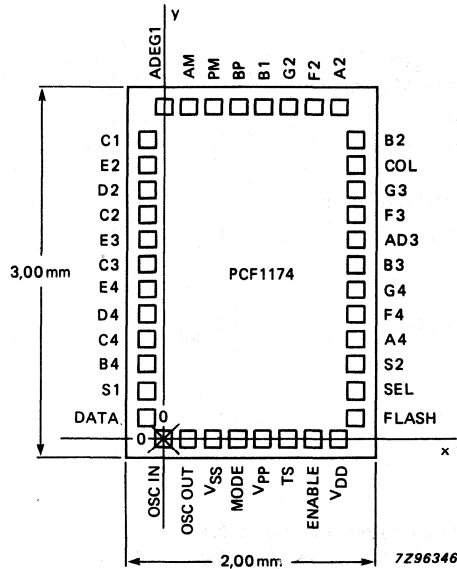 y
ADEG1
AM
PM
BP
B1
G2
F2
A2
C1
E2
D2
C2
E3
C3
E4
D4
C4
B4
S1
DATA
3,00 mm
PCF1174
B2
COL
G3
F3
AD3
B3
G4
F4
A4
S2
SEL
FLASH
0
0
x
OSC IN
OSC OUT
VSS
MODE
VPP
TS
ENABLE
VDD
2,00 mm
7Z96346